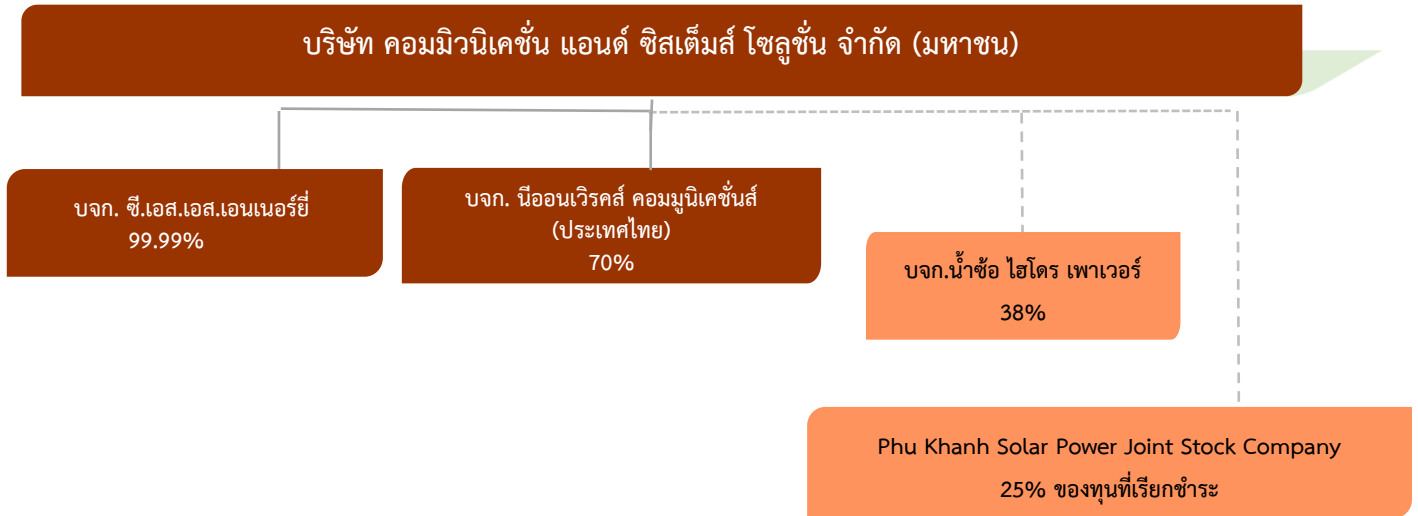 บริษัท คอมมิวนิเคชั่น แอนด์ ซิสเต็มส์ โซลูชั่น จำกัด (มหาชน)
บจก. ซี.เอส.เอส.เอนเนอร์ยี่
99.99%
บจก. นีออนเวิรคส์ คอมมูนิเคชั่นส์
(ประเทศไทย)
70%
บจก.น้ำซ้อ ไฮโดร เพาเวอร์
38%
Phu Khanh Solar Power Joint Stock Company
25% ของทุนที่เรียกชำระ